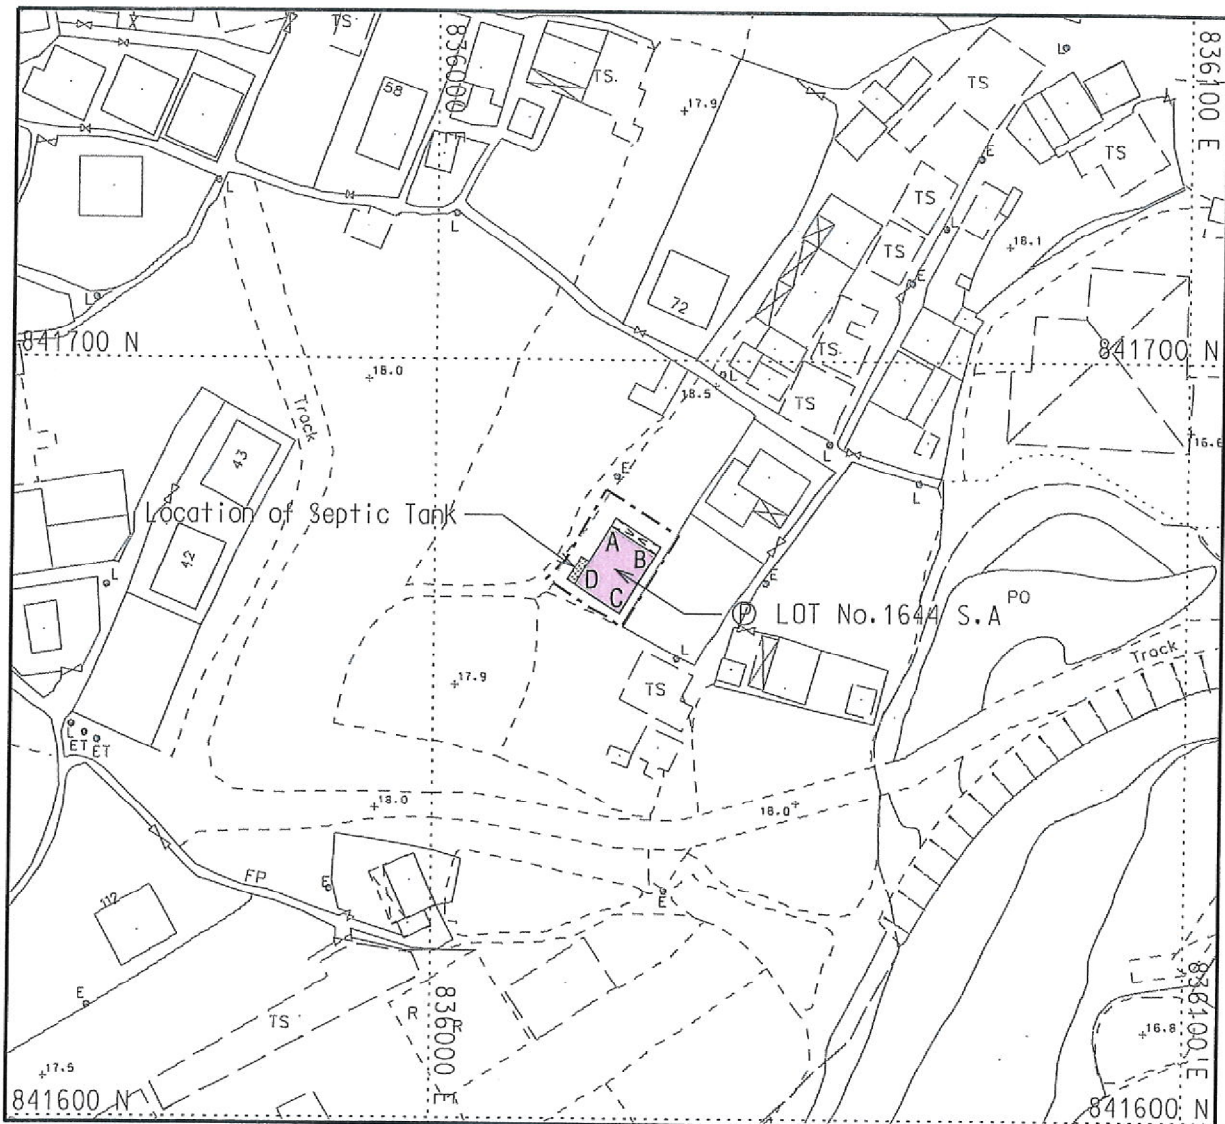 TS
836000 E
836100 E
58
TS
17.9
L
TS
TS
E
L
L
TS
L
TS
18.1
72
E
L
841700 N
841700 N
TS
18.0
L
18.5
TS
16.6
Track
43
L
L
E
Location of Septic Tank
A
B
D
C
42
L
E
P LOT No.1644 S.A
PO
Track
17.9
L
TS
L
ET
ET
18.0
18.0
FP
E
112
E
E
TS
R
R
836000 E
836100 E
16.8
17.5
841600 N
841600 N